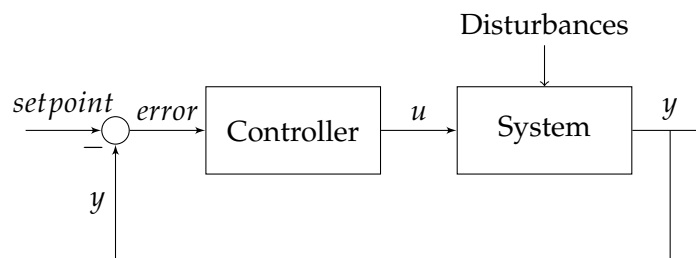 Disturbances
setpoint
error
Controller
u
System
y
−
y